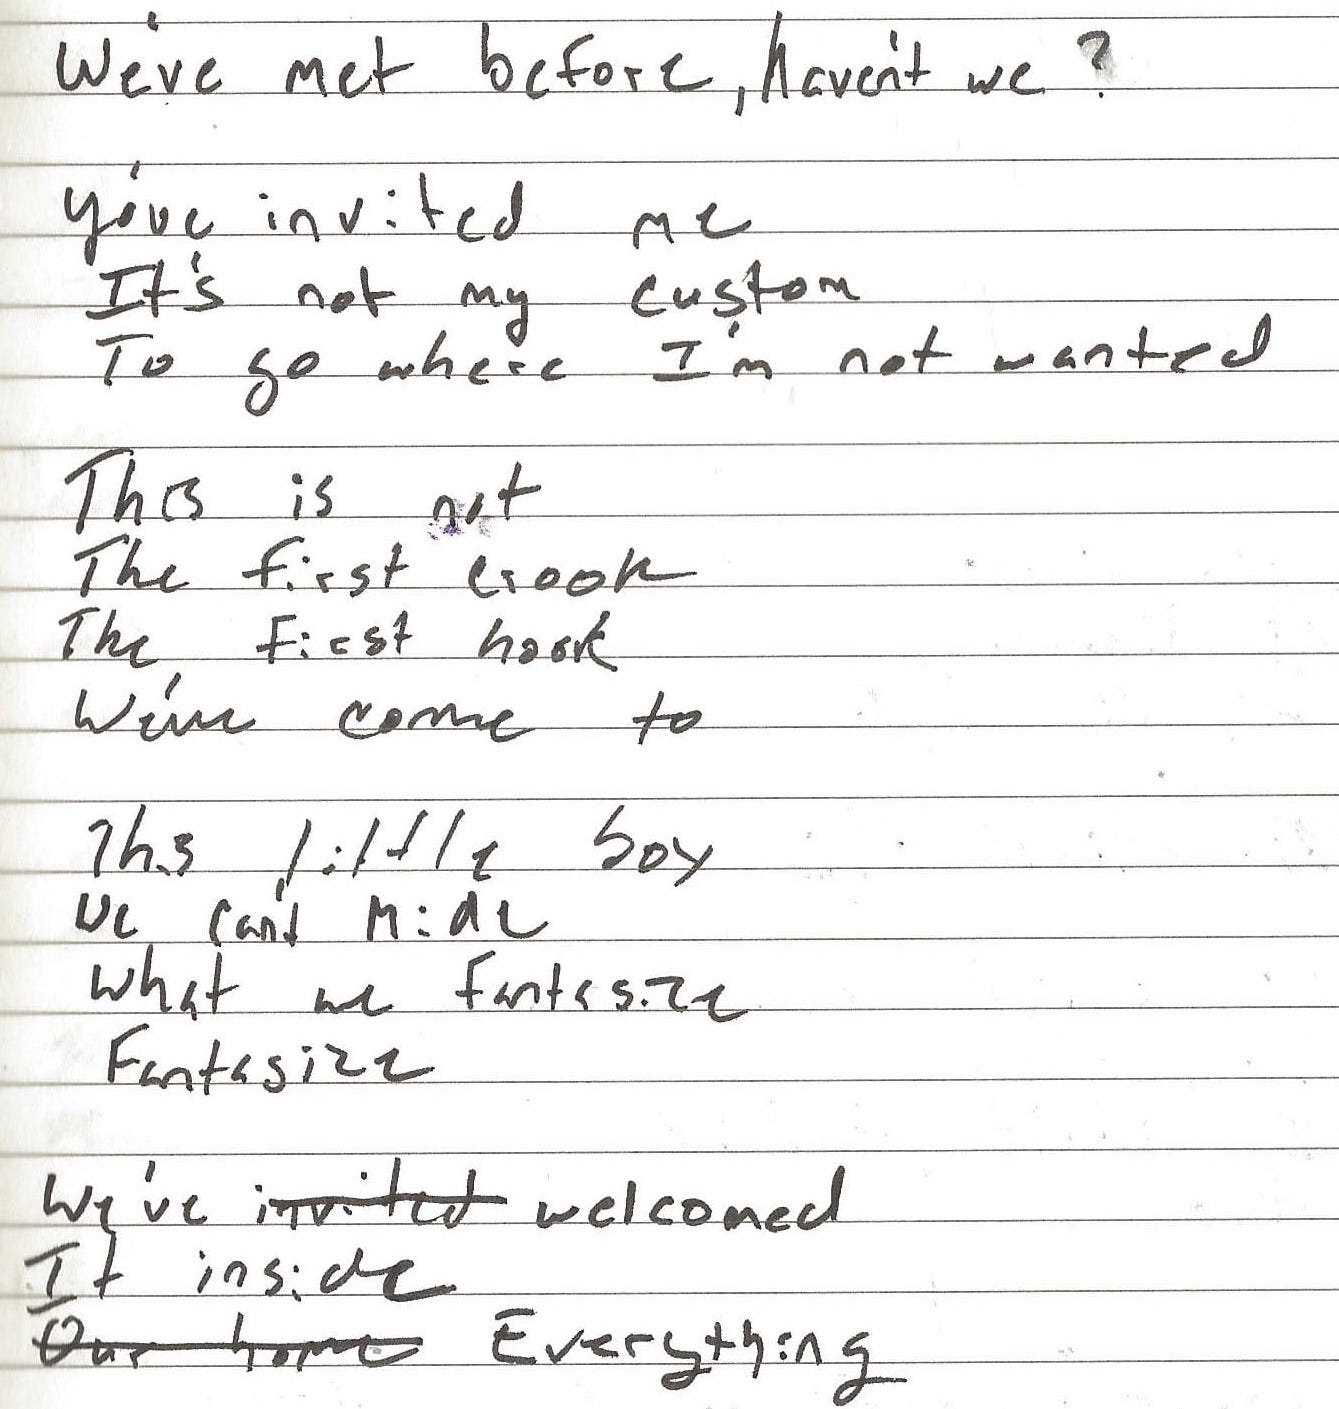 We've met before, haven't we?
You've invited me
It's not my custom
To go where I'm not wanted
This is not
The first crook
The first hook
We've come to
This little boy
We can't hide
What we fantasize
Fantasize
We've invited welcomed
It inside
Our home Everything